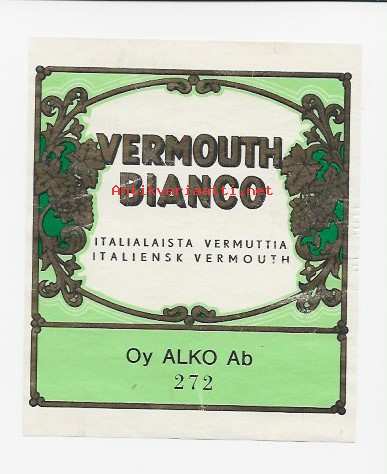 VERMOUTH
BIANCO
Antikvariaatti.net
ITALIALAISTA VERMUTTIA
ITALIENSK VERMOUTH
Oy ALKO Ab
272